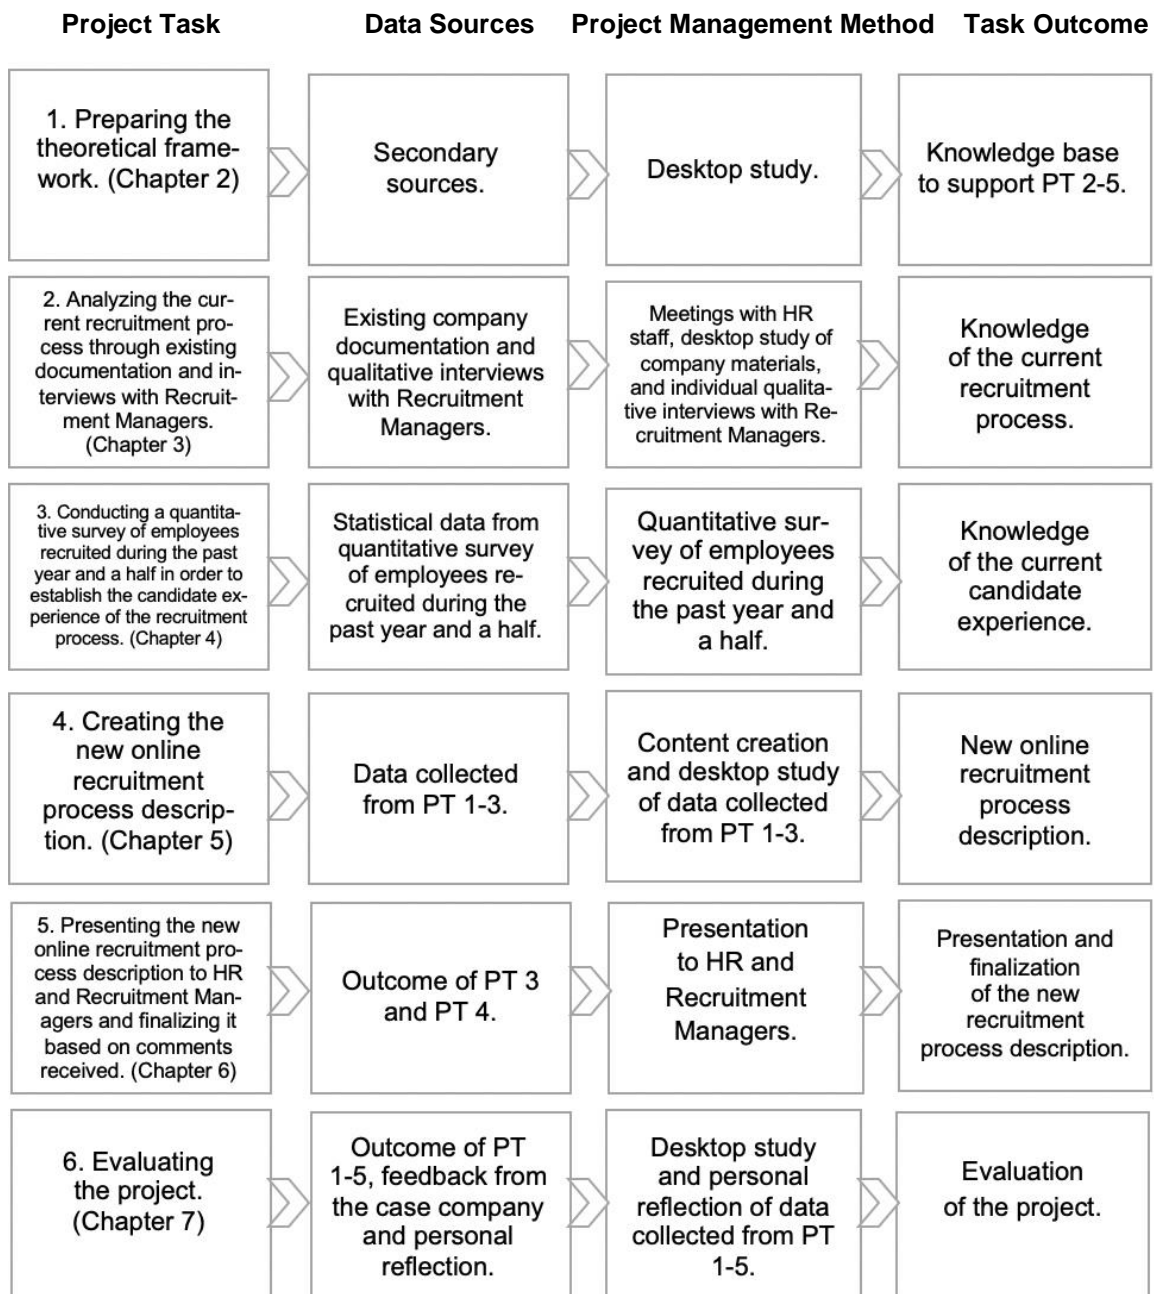 Project Task
Data Sources
Project Management Method
Task Outcome
1. Preparing the
theoretical frame-
work. (Chapter 2)
Secondary
sources.
Desktop study.
Knowledge base
to support PT 2-5.
2. Analyzing the cur-
rent recruitment pro-
cess through existing
documentation and in-
terviews with Recruit-
ment Managers.
(Chapter 3)
Existing company
documentation and
qualitative interviews
with Recruitment
Managers.
Meetings with HR
staff, desktop study of
company materials,
and individual qualita-
tive interviews with Re-
cruitment Managers.
Knowledge
of the current
recruitment
process.
3. Conducting a quantita-
tive survey of employees
recruited during the past
year and a half in order to
establish the candidate ex-
perience of the recruitment
process. (Chapter 4)
Statistical data from
quantitative survey
of employees re-
cruited during the
past year and a half.
Quantitative sur-
vey of employees
recruited during
the past year and
a half.
Knowledge
of the current
candidate
experience.
4. Creating the
new online
recruitment
process descrip-
tion. (Chapter 5)
Data collected
from PT 1-3.
Content creation
and desktop study
of data collected
from PT 1-3.
New online
recruitment
process
description.
5. Presenting the new
online recruitment pro-
cess description to HR
and Recruitment Man-
agers and finalizing it
based on comments
received. (Chapter 6)
Outcome of PT 3
and PT 4.
Presentation
to HR and
Recruitment
Managers.
Presentation and
finalization
of the new
recruitment
process description.
6. Evaluating
the project.
(Chapter 7)
Outcome of PT
1-5, feedback from
the case company
and personal
reflection.
Desktop study
and personal
reflection of data
collected from PT
1-5.
Evaluation
of the project.